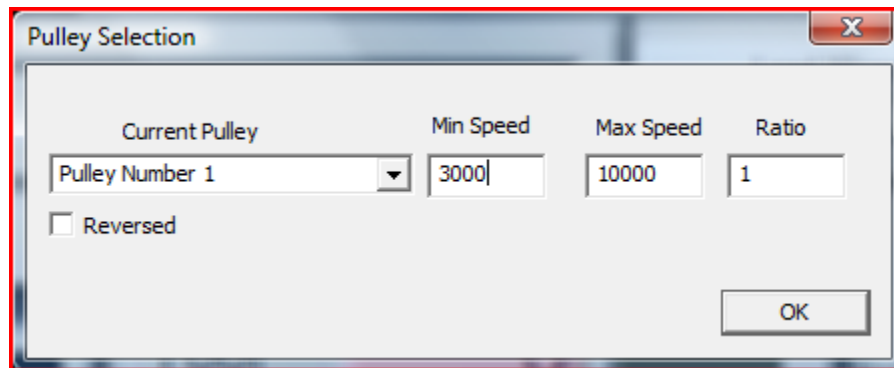 Pulley Selection
Current Pulley Min Speed Max Speed Ratio
Pulley Number 1 3000 10000 1
Reversed
OK